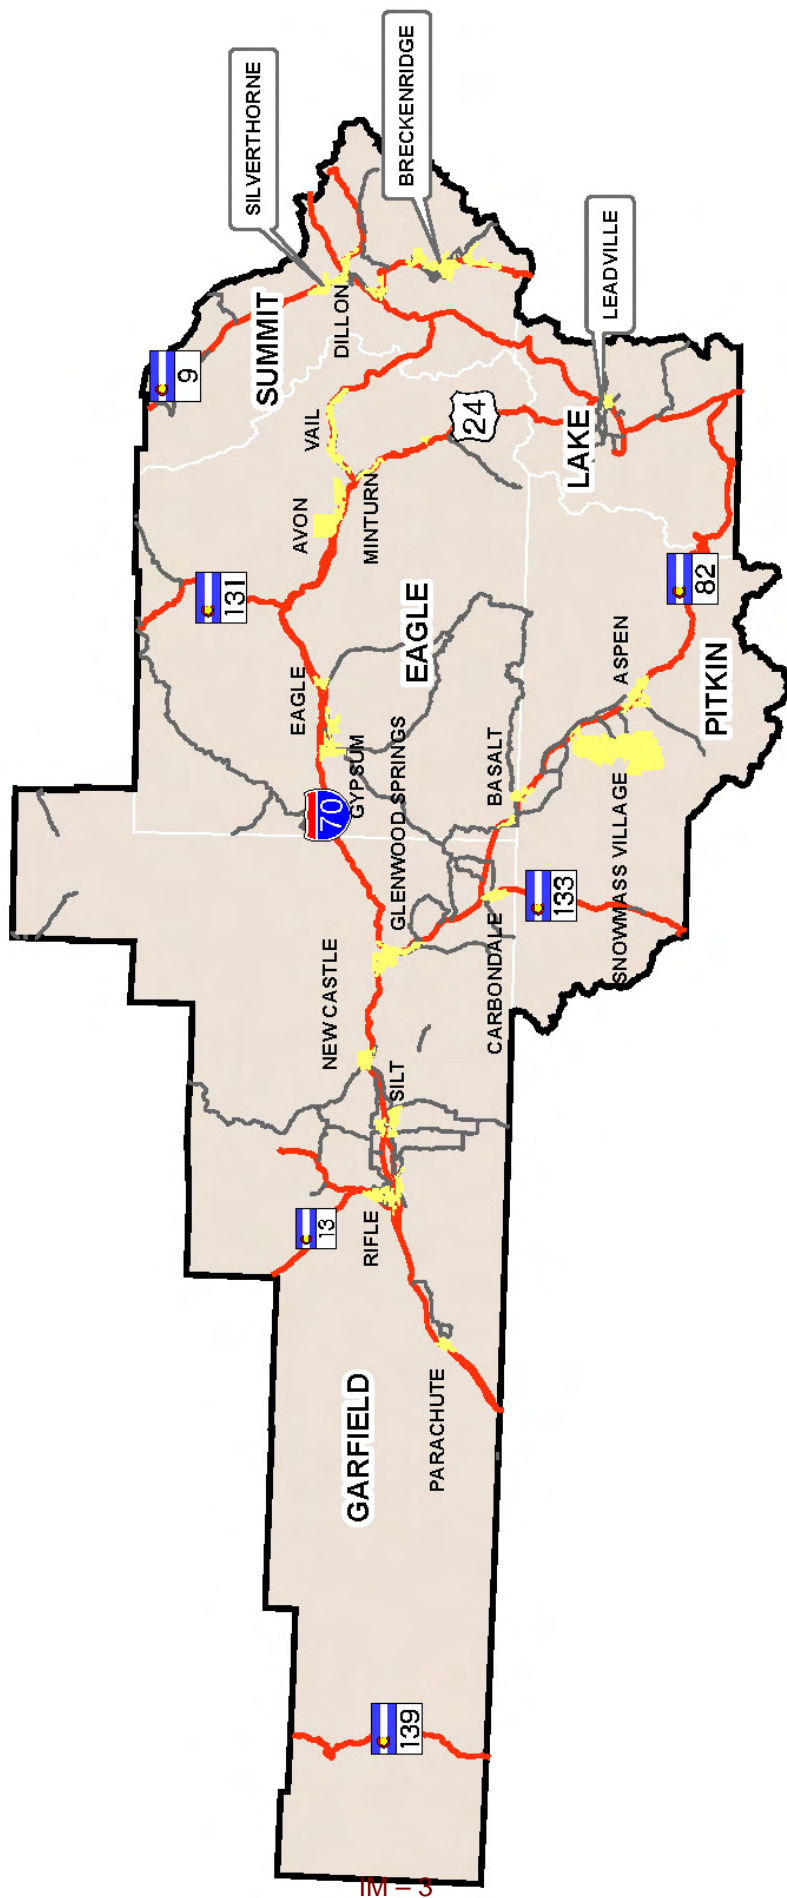 SILVERTHORNE
BRECKENRIDGE
LEADVILLE
9
SUMMIT
DILLON
VAIL
24
LAKE
AVON
MINTURN
131
82
EAGLE
EAGLE
ASPEN
PITKIN
GYPSUM
BASALT
70
GLENWOOD SPRINGS
SNOWMASS VILLAGE
133
CARBONDALE
NEW CASTLE
SILT
13
RIFLE
PARACHUTE
GARFIELD
139
IM – 3